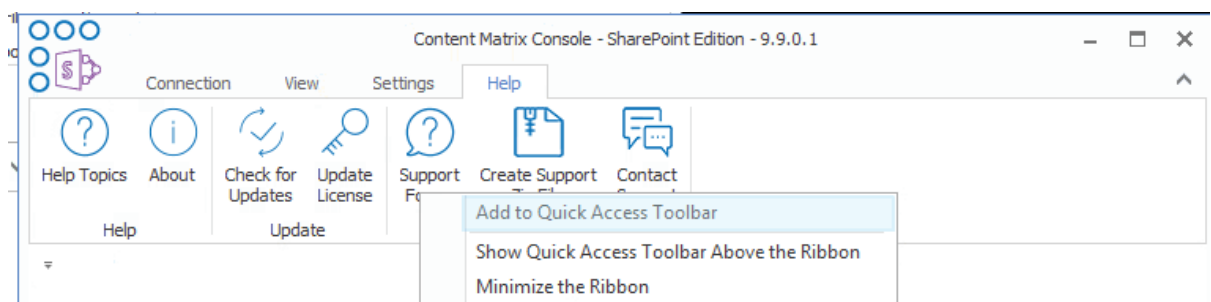 Content Matrix Console - SharePoint Edition - 9.9.0.1
Connection View Settings Help
Help Topics About Check for Update Support Create Support Contact
Updates License
Help Update
Add to Quick Access Toolbar
Show Quick Access Toolbar Above the Ribbon
Minimize the Ribbon